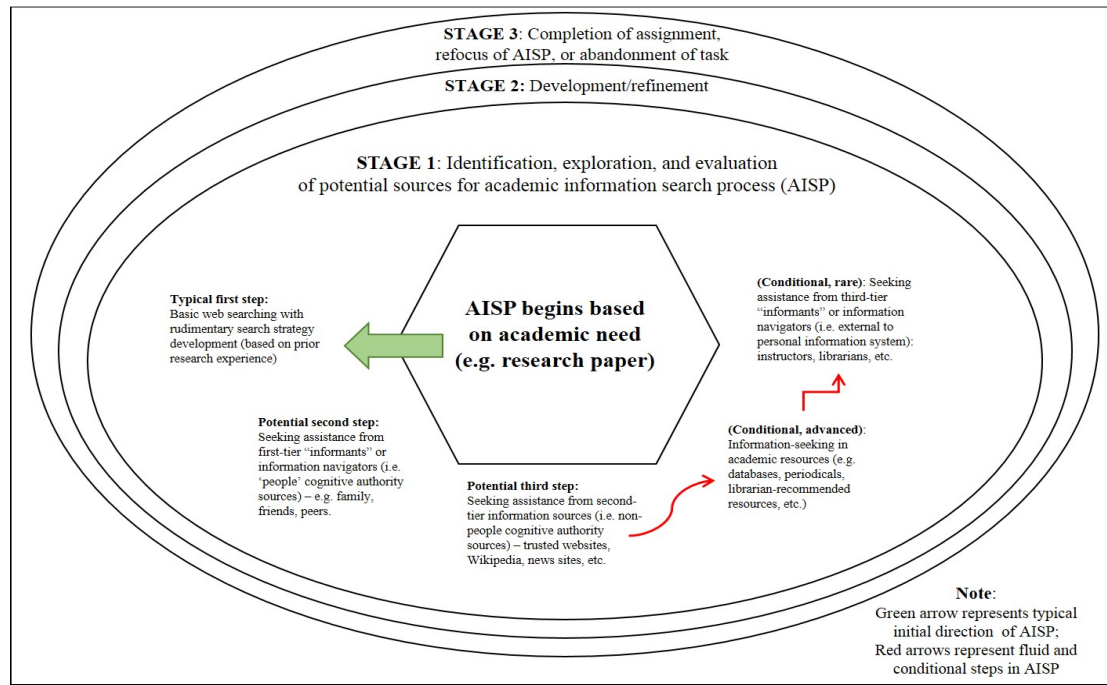 STAGE 3: Completion of assignment,
refocus of AISP, or abandonment of task
STAGE 2: Development/refinement
STAGE 1: Identification, exploration, and evaluation
of potential sources for academic information search process (AISP)
AISP begins based
on academic need
(e.g. research paper)
Typical first step:
Basic web searching with
rudimentary search strategy
development (based on prior
research experience)
Potential second step:
Seeking assistance from
first-tier “informants” or
information navigators (i.e.
‘people’ cognitive authority
sources) – e.g. family,
friends, peers.
Potential third step:
Seeking assistance from second-
tier information sources (i.e. non-
people cognitive authority
sources) – trusted websites,
Wikipedia, news sites, etc.
(Conditional, advanced):
Information-seeking in
academic resources (e.g.
databases, periodicals,
librarian-recommended
resources, etc.)
(Conditional, rare): Seeking
assistance from third-tier
“informants” or information
navigators (i.e. external to
personal information system):
instructors, librarians, etc.
Note:
Green arrow represents typical
initial direction of AISP;
Red arrows represent fluid and
conditional steps in AISP